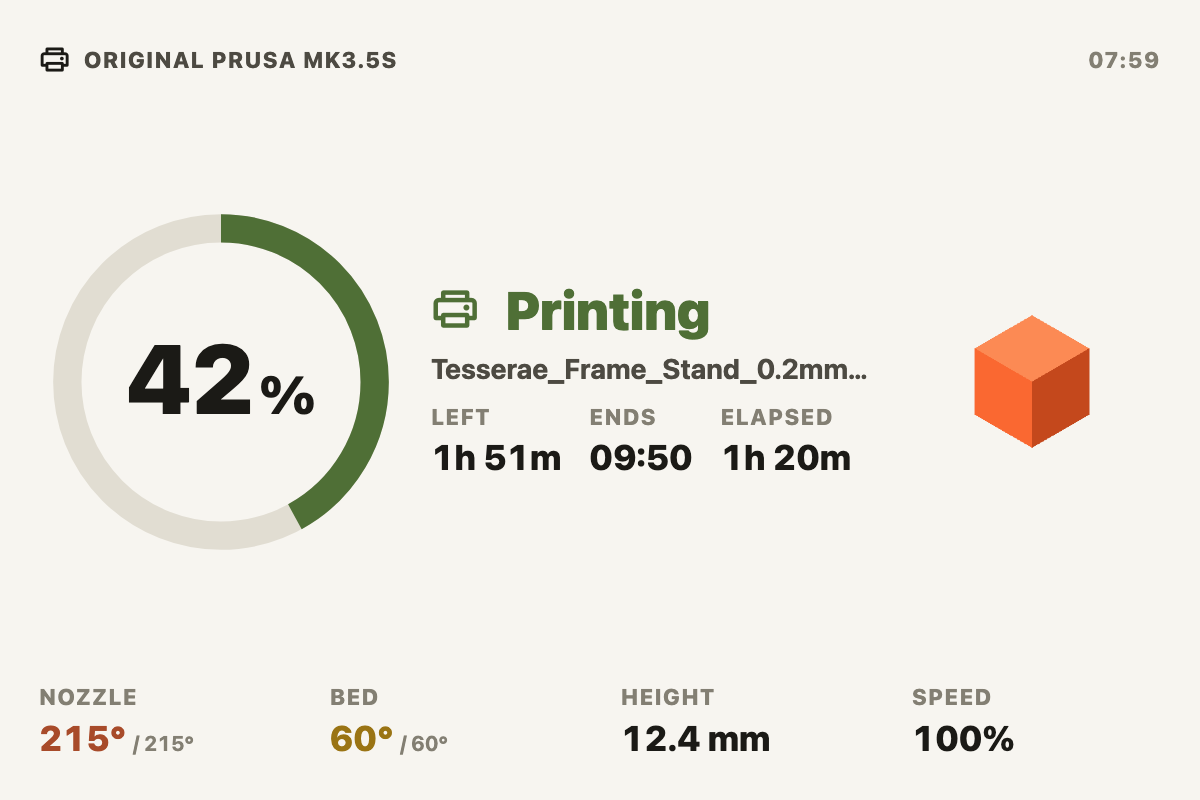 ORIGINAL PRUSA MK3.5S 07:59
Printing
42%
Tesserae_Frame_Stand_0.2mm...
LEFT ENDS ELAPSED
1h 51m 09:50 1h 20m
NOZZLE BED HEIGHT SPEED
215° / 215° 60° / 60° 12.4 mm 100%